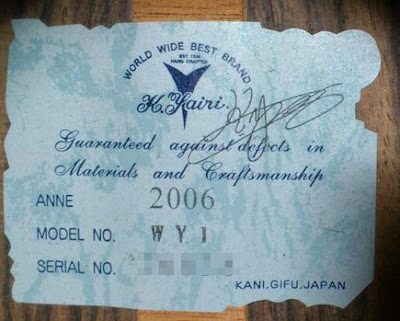 WORLD WIDE BEST BRAND
EST 1935
HAND CRAFTED
K.Yairi
Guaranteed against defects in
Materials and Craftsmanship
ANNE 2006
MODEL NO. WY1
SERIAL NO.
KANI,GIFU,JAPAN